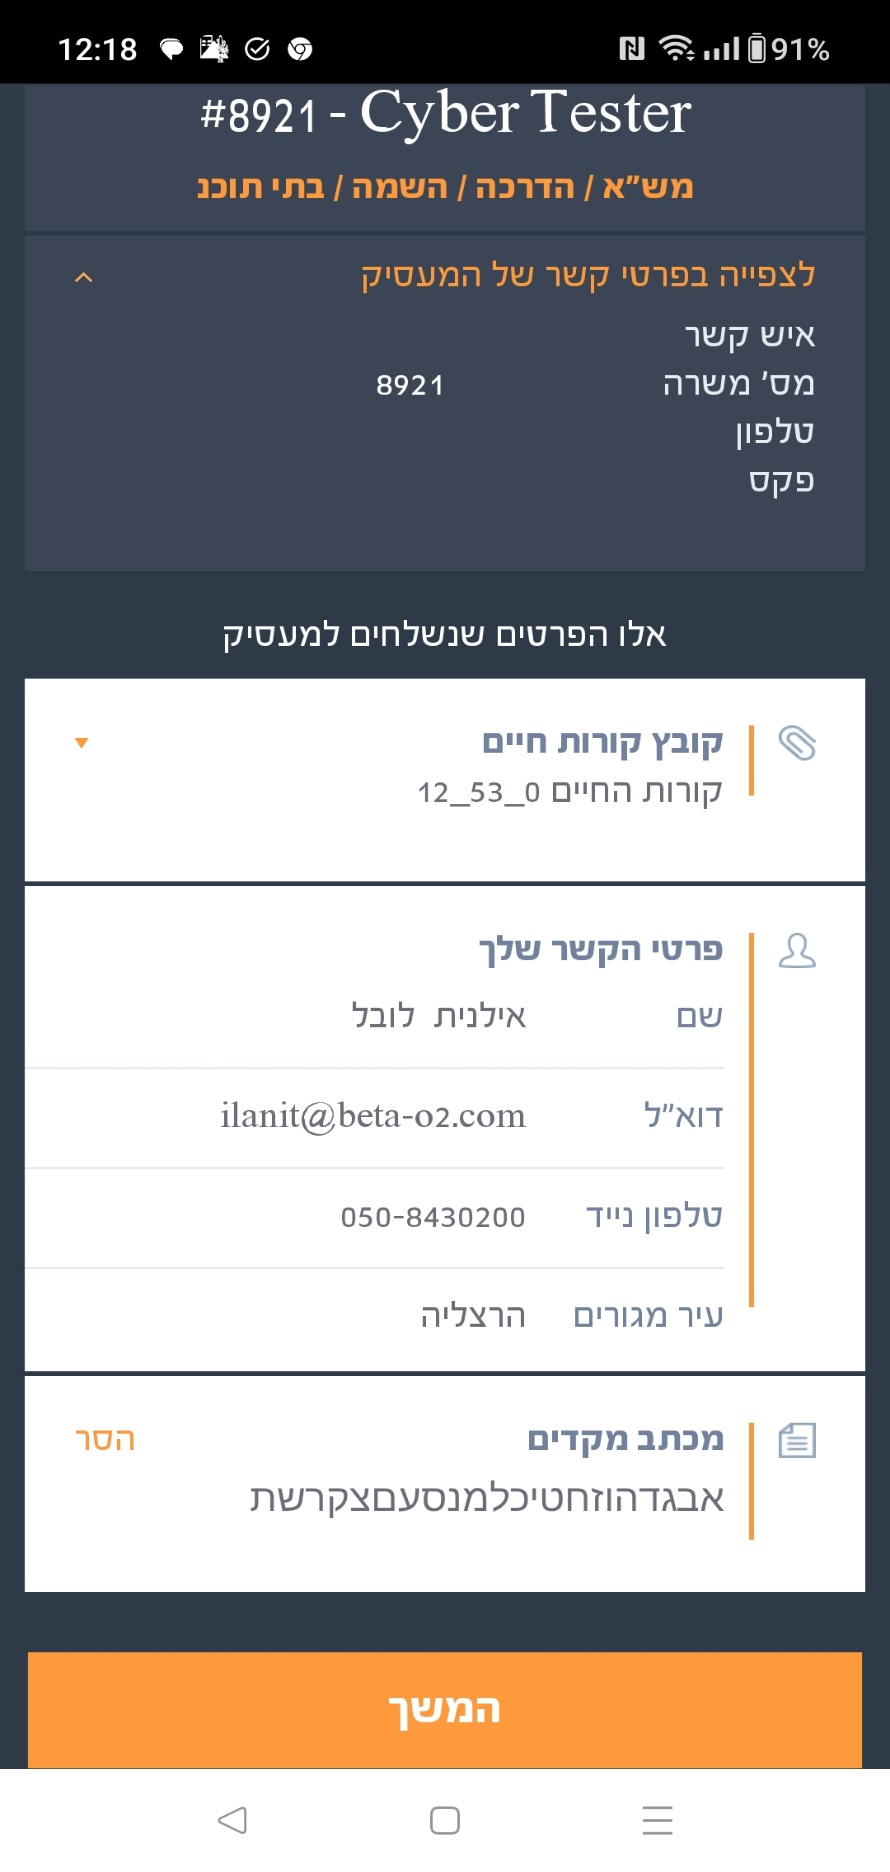 12:18 91%
#8921 - Cyber Tester
מש"א / הדרכה / השמה / בתי תוכנ
לצפייה בפרטי קשר של המעסיק
איש קשר
מס' משרה 8921
טלפון
פקס
אלו הפרטים שנשלחים למעסיק
קובץ קורות חיים
קורות החיים 12_53_0
פרטי הקשר שלך
שם אילנית לובל
דוא"ל ilanit@beta-o2.com
טלפון נייד 050-8430200
עיר מגורים הרצליה
מכתב מקדים הסר
אבגדהוזחטיכלמנסעםצקרשת
המשך